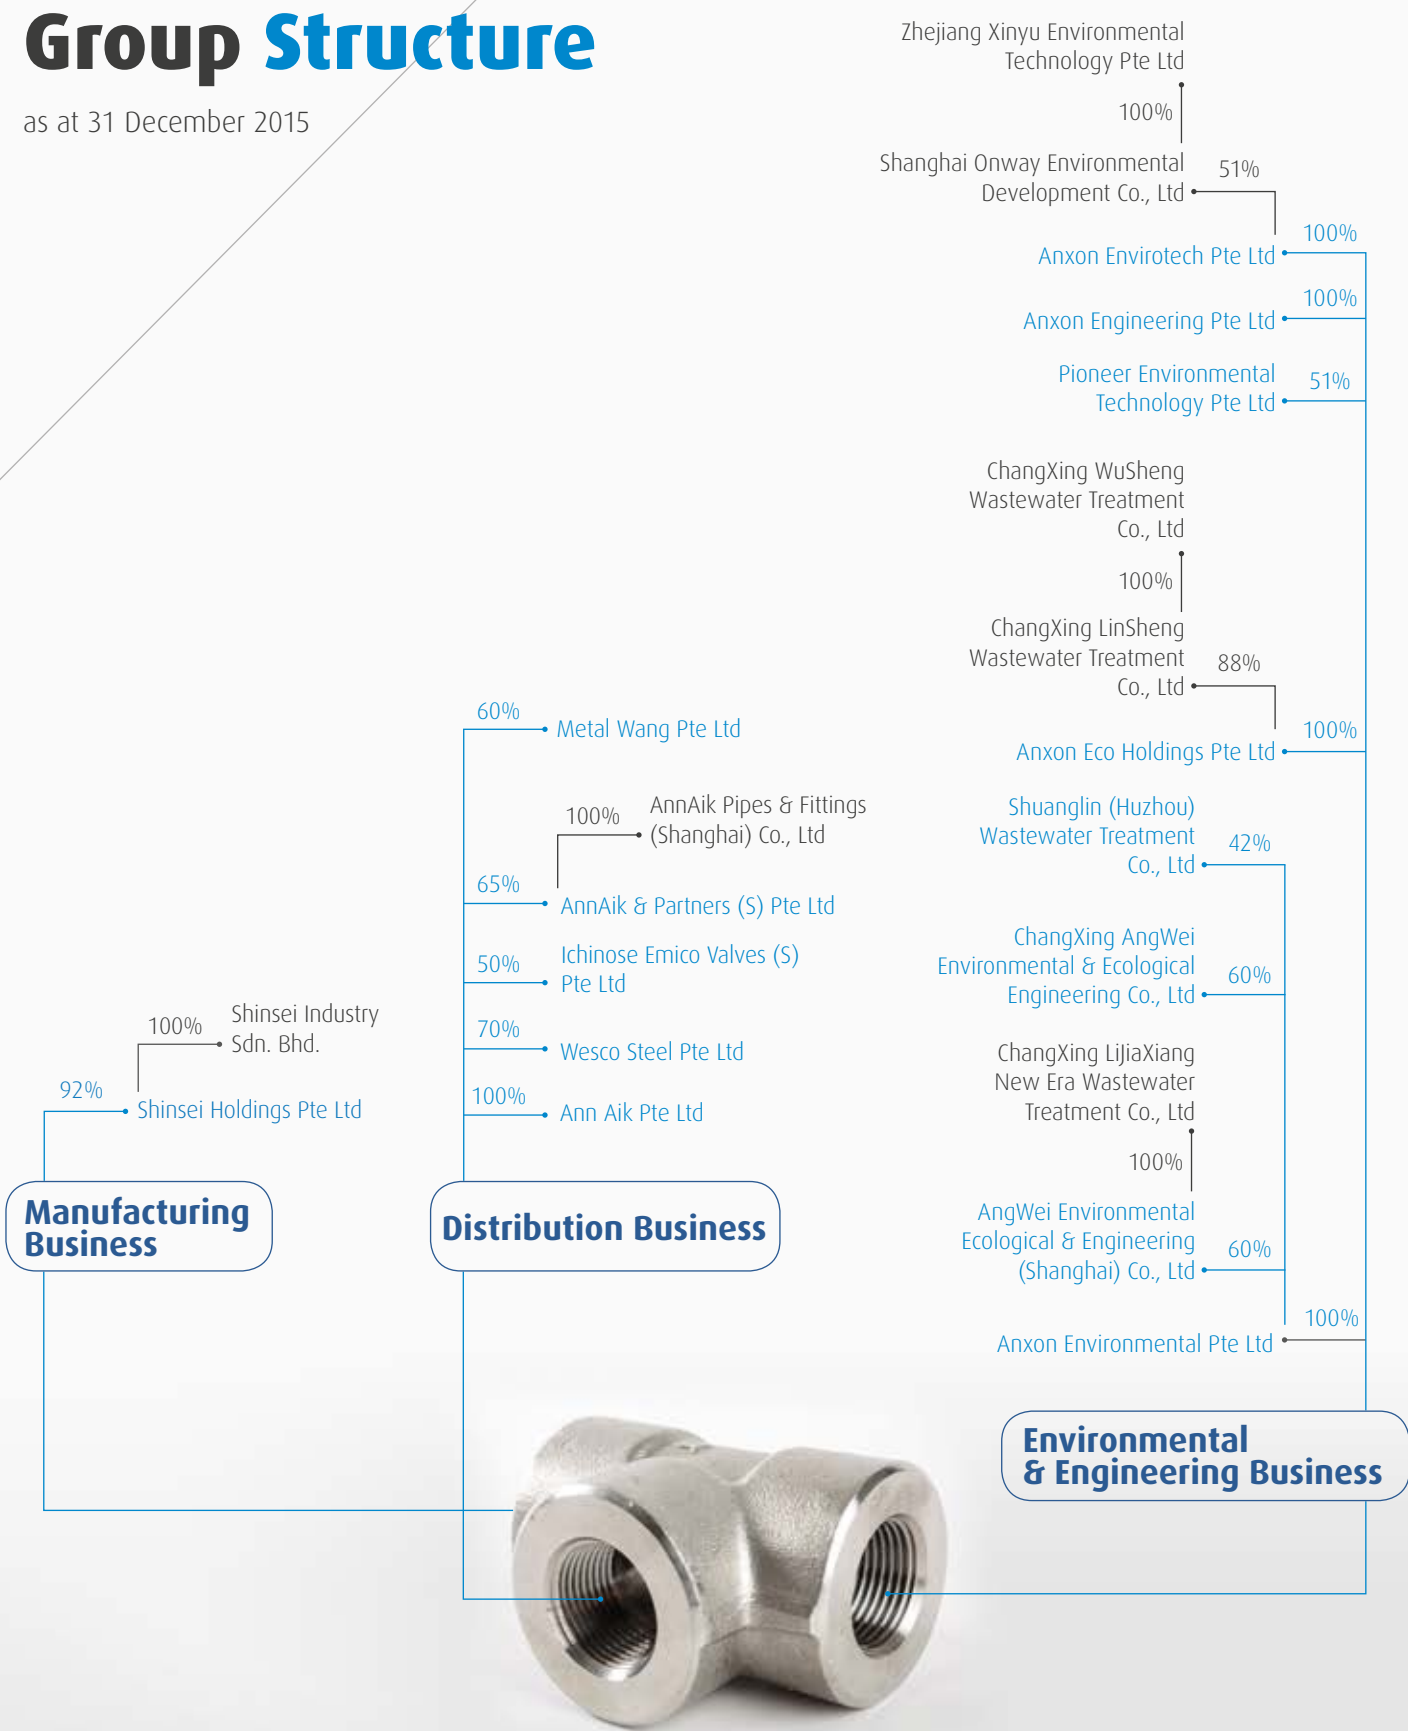 Group Structure
as at 31 December 2015
Zhejiang Xinyu Environmental
Technology Pte Ltd
100%
Shanghai Onway Environmental
Development Co., Ltd
51%
Anxon Envirotech Pte Ltd
100%
Anxon Engineering Pte Ltd
100%
Pioneer Environmental
Technology Pte Ltd
51%
ChangXing WuSheng
Wastewater Treatment
Co., Ltd
100%
ChangXing LinSheng
Wastewater Treatment
Co., Ltd
88%
Anxon Eco Holdings Pte Ltd
100%
Shuanglin (Huzhou)
Wastewater Treatment
Co., Ltd
42%
ChangXing AngWei
Environmental & Ecological
Engineering Co., Ltd
60%
ChangXing LiJiaXiang
New Era Wastewater
Treatment Co., Ltd
100%
AngWei Environmental
Ecological & Engineering
(Shanghai) Co., Ltd
60%
Anxon Environmental Pte Ltd
100%
Environmental
& Engineering Business
60%
Metal Wang Pte Ltd
100%
AnnAik Pipes & Fittings
(Shanghai) Co., Ltd
65%
AnnAik & Partners (S) Pte Ltd
50%
Ichinose Emico Valves (S)
Pte Ltd
70%
Wesco Steel Pte Ltd
100%
Ann Aik Pte Ltd
Distribution Business
100%
Shinsei Industry
Sdn. Bhd.
92%
Shinsei Holdings Pte Ltd
Manufacturing
Business